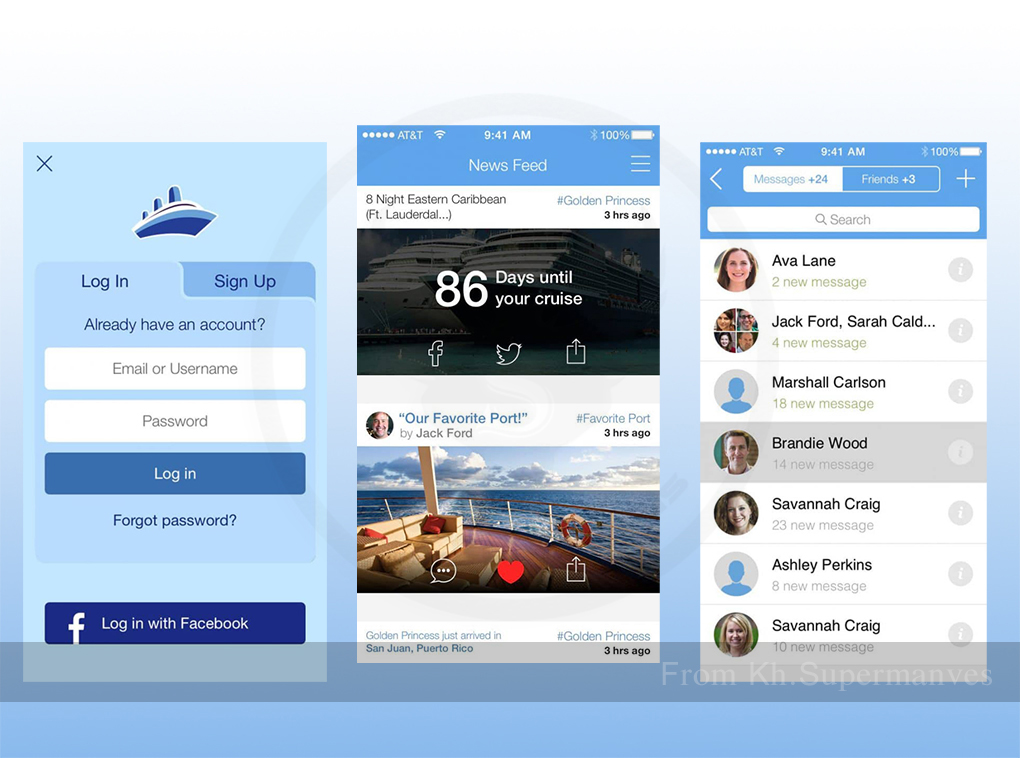 Log In
Sign Up
Already have an account?
Email or Username
Password
Log in
Forgot password?
Log in with Facebook
AT&T 9:41 AM 100%
News Feed
8 Night Eastern Caribbean
(Ft. Lauderdal...)
#Golden Princess
3 hrs ago
86 Days until
your cruise
“Our Favorite Port!”
by Jack Ford
#Favorite Port
3 hrs ago
Golden Princess just arrived in
San Juan, Puerto Rico
#Golden Princess
3 hrs ago
AT&T 9:41 AM 100%
Messages +24
Friends +3
Search
Ava Lane
2 new message
Jack Ford, Sarah Cald...
4 new message
Marshall Carlson
18 new message
Brandie Wood
14 new message
Savannah Craig
23 new message
Ashley Perkins
8 new message
Savannah Craig
10 new message
From Kh.Supermanves